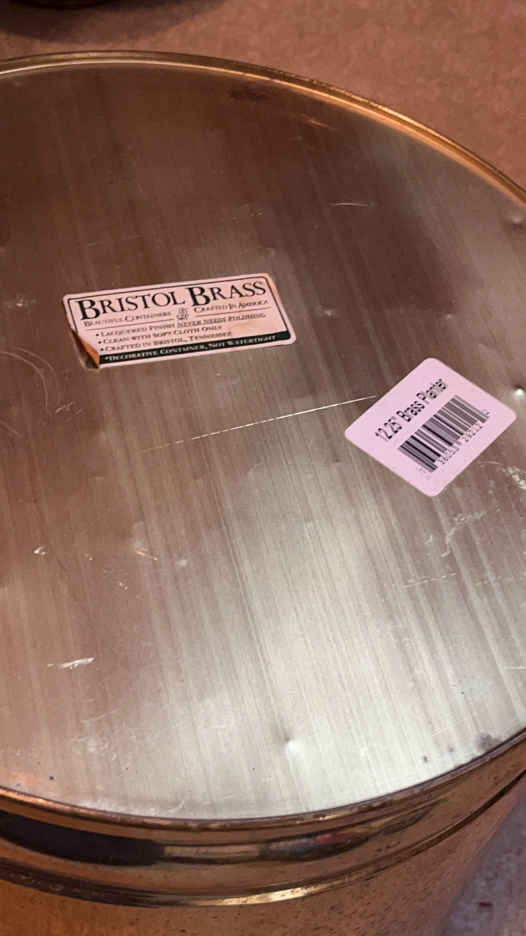 BRISTOL BRASS
BEAUTIFUL CONTAINERS CRAFTED IN AMERICA
• LACQUERED FINISH NEVER NEEDS POLISHING
• CLEAN WITH SOFT CLOTH ONLY
• CRAFTED IN BRISTOL, TENNESSEE
*DECORATIVE CONTAINER, NOT WATERTIGHT
12.25" Brass Planter